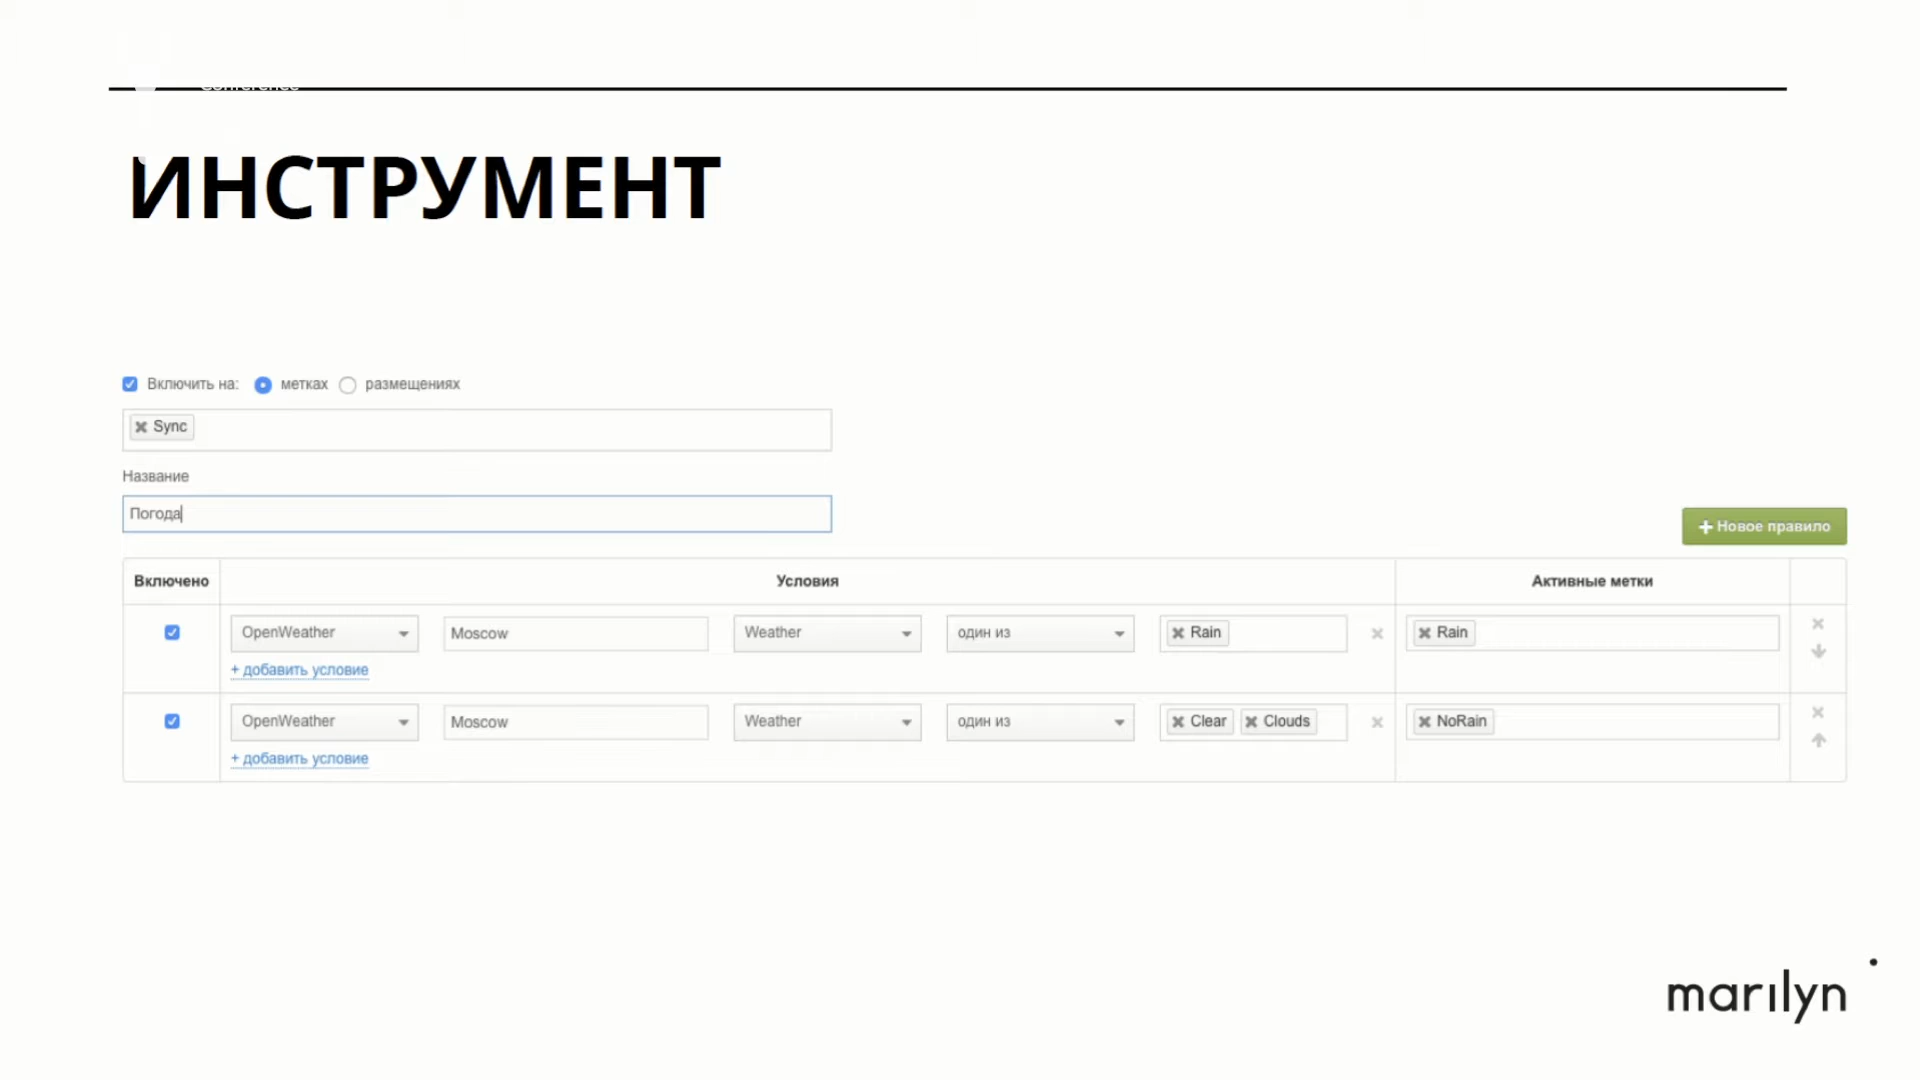 Conference
ИНСТРУМЕНТ
Включить на: метках размещениях
Sync
Название
Погода
+ Новое правило
Включено Условия Активные метки
OpenWeather Moscow Weather один из Rain Rain
+ добавить условие
OpenWeather Moscow Weather один из Clear Clouds NoRain
+ добавить условие
marilyn